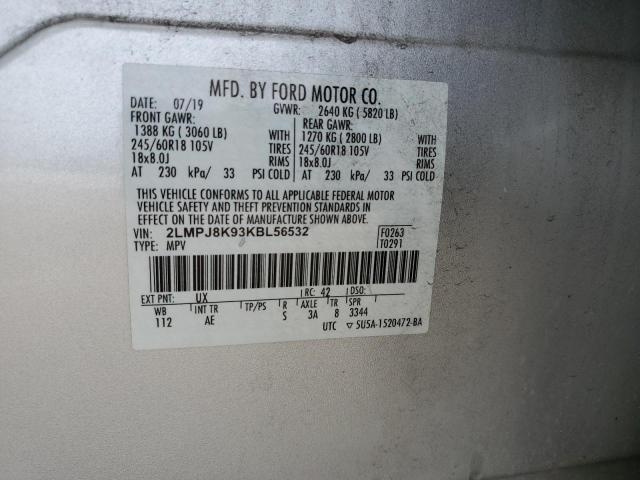 MFD. BY FORD MOTOR CO.
DATE: 07/19 GVWR: 2640 KG (5820 LB)
FRONT GAWR: REAR GAWR:
1388 KG (3060 LB) WITH 1270 KG (2800 LB) WITH
245/60R18 105V TIRES 245/60R18 105V TIRES
18x8.0J RIMS 18x8.0J RIMS
AT 230 kPa/ 33 PSI COLD AT 230 kPa/ 33 PSI COLD
THIS VEHICLE CONFORMS TO ALL APPLICABLE FEDERAL MOTOR
VEHICLE SAFETY AND THEFT PREVENTION STANDARDS IN
EFFECT ON THE DATE OF MANUFACTURE SHOWN ABOVE.
VIN: 2LMPJ8K93KBL56532 F0263
TYPE: MPV T0291
EXT PNT: UX RC: 42 DSO:
WB INT TR TP/PS R AXLE TR SPR
112 AE S 3A 8 3344
UTC ▽ 5U5A-1520472-BA